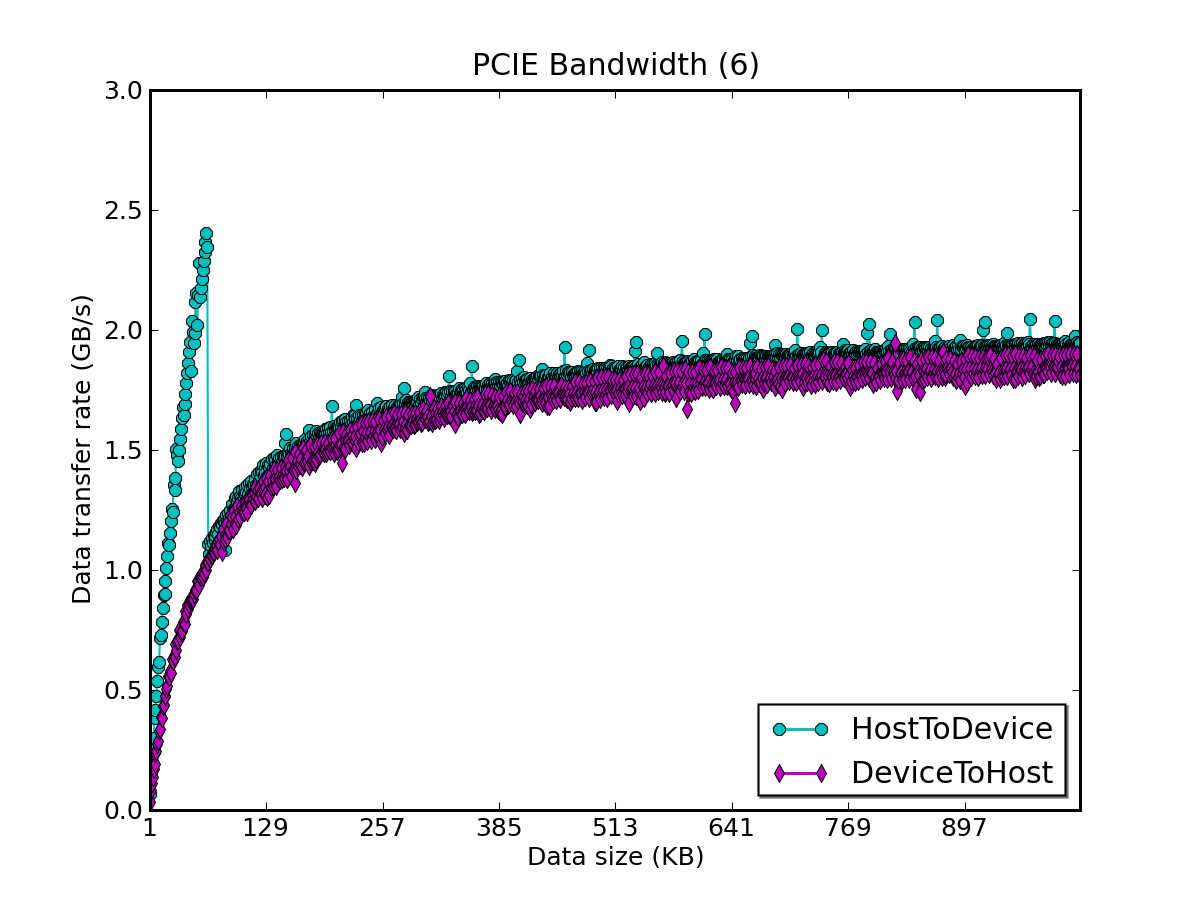 PCIE Bandwidth (6)
3.0
2.5
2.0
1.5
1.0
0.5
0.0
Data transfer rate (GB/s)
HostToDevice
DeviceToHost
1 129 257 385 513 641 769 897
Data size (KB)